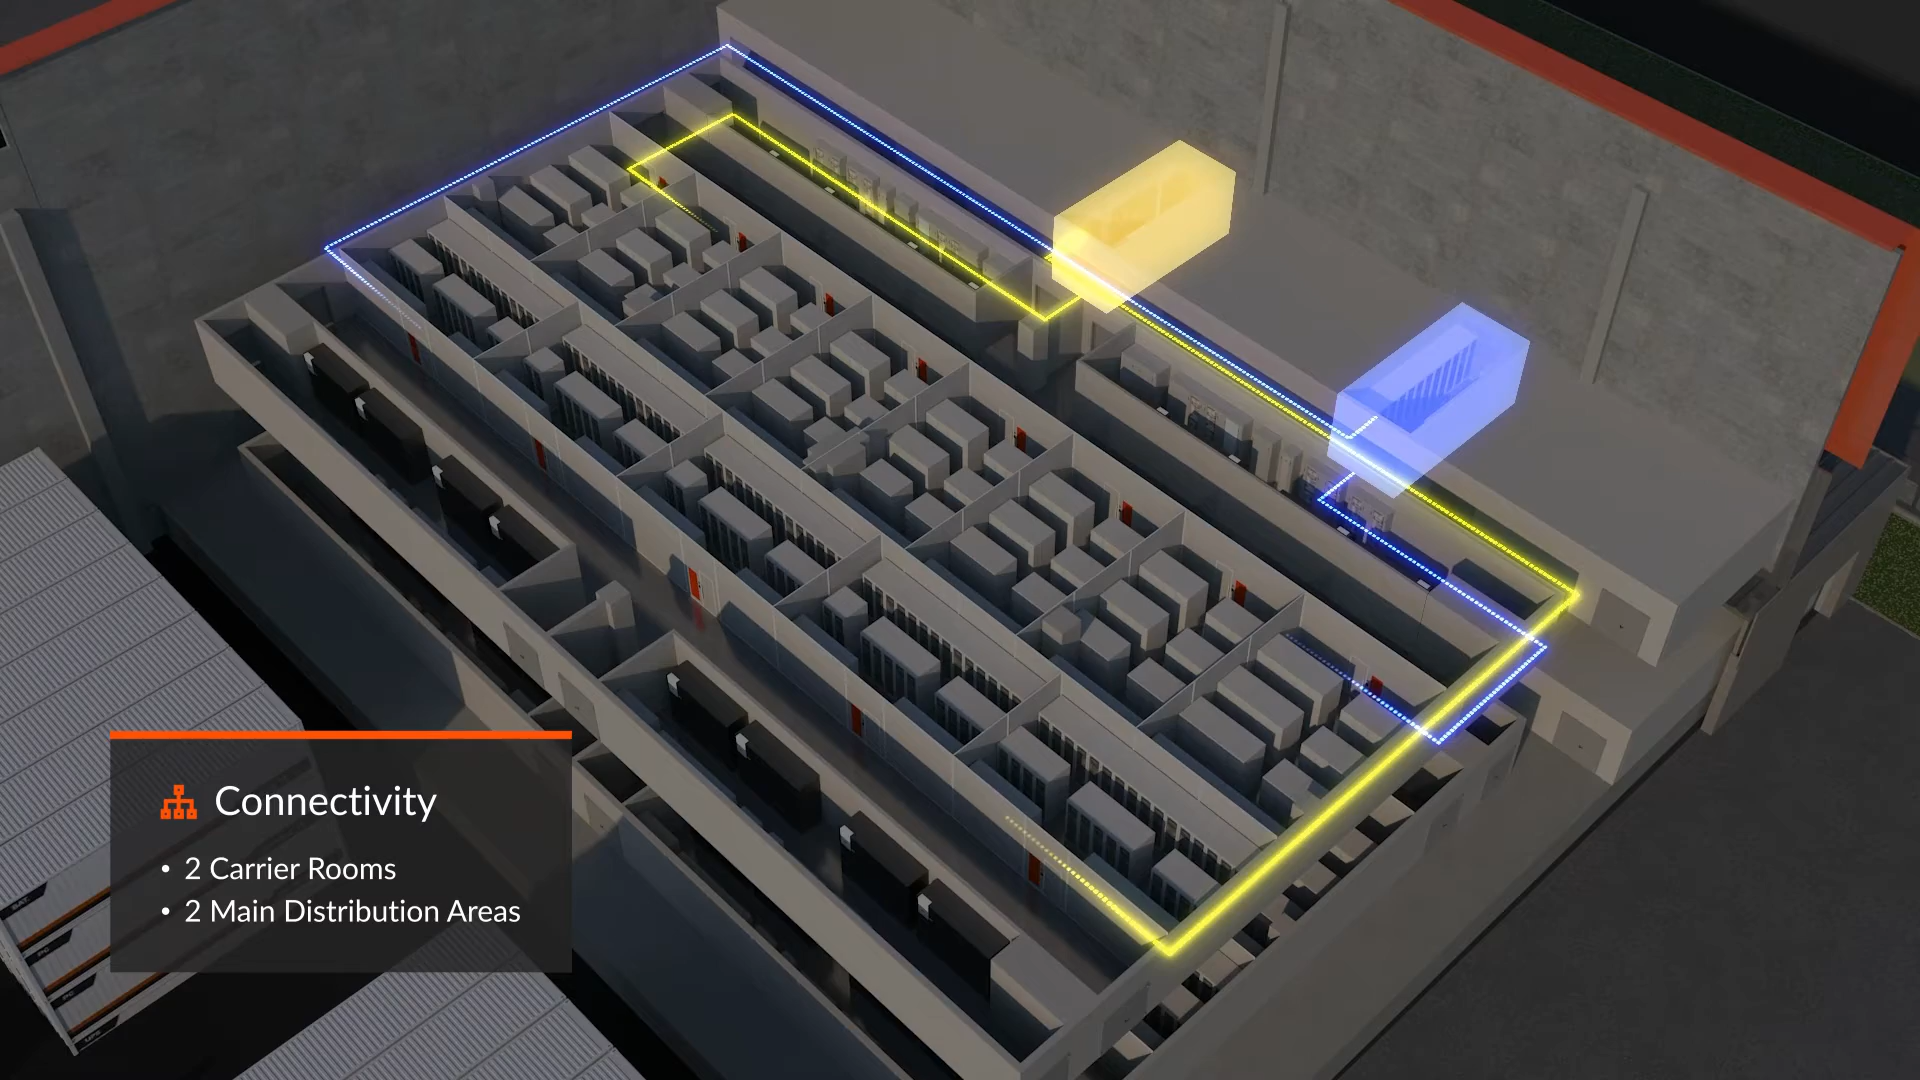 Connectivity
• 2 Carrier Rooms
• 2 Main Distribution Areas